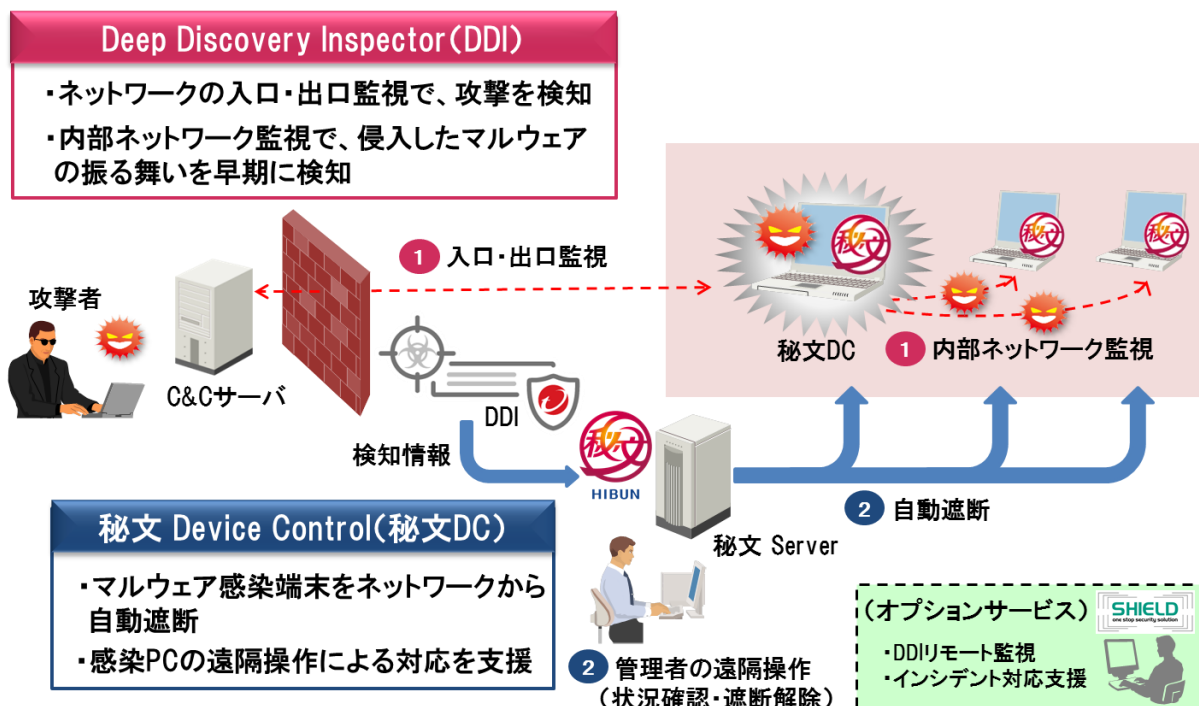 Deep Discovery Inspector(DDI)
・ネットワークの入口・出口監視で、攻撃を検知
・内部ネットワーク監視で、侵入したマルウェア
の振る舞いを早期に検知
1 入口・出口監視
攻撃者
C&Cサーバ
DDI
検知情報
秘文
HIBUN
秘文 Server
秘文
秘文
秘文
秘文DC
1 内部ネットワーク監視
2 自動遮断
秘文 Device Control(秘文DC)
・マルウェア感染端末をネットワークから
自動遮断
・感染PCの遠隔操作による対応を支援
2 管理者の遠隔操作
(状況確認・遮断解除)
(オプションサービス)
SHIELD
one stop security solution
・DDIリモート監視
・インシデント対応支援